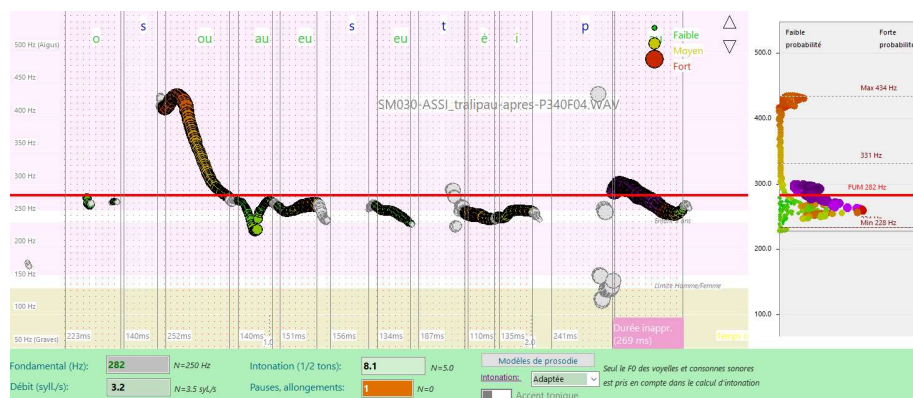 o s ou au eu s eu t è i p
Faible
Moyen
Fort
500 Hz (Aigus)
450 Hz
400 Hz
350 Hz
300 Hz
250 Hz
200 Hz
150 Hz
100 Hz
50 Hz (Graves)
SM030-ASSI_tralipau-apres-P340F04.WAV
Limite Homme/Femme
223ms 140ms 252ms 140ms 151ms 156ms 134ms 187ms 110ms 135ms 241ms
Durée inappr.
(269 ms)
1.0 2.0
Faible probabilité
Forte probabilité
500.0
400.0
300.0
200.0
100.0
Max 434 Hz
331 Hz
FUM 282 Hz
Min 228 Hz
Fondamental (Hz): 282 N=250 Hz
Intonation (1/2 tons): 8.1 N=5.0
Modèles de prosodie
Débit (syll./s): 3.2 N=3.5 syL/s
Pauses, allongements: 1 N=0
Intonation: Adaptée
Seul le F0 des voyelles et consonnes sonores
est pris en compte dans le calcul d'intonation
Accent tonique